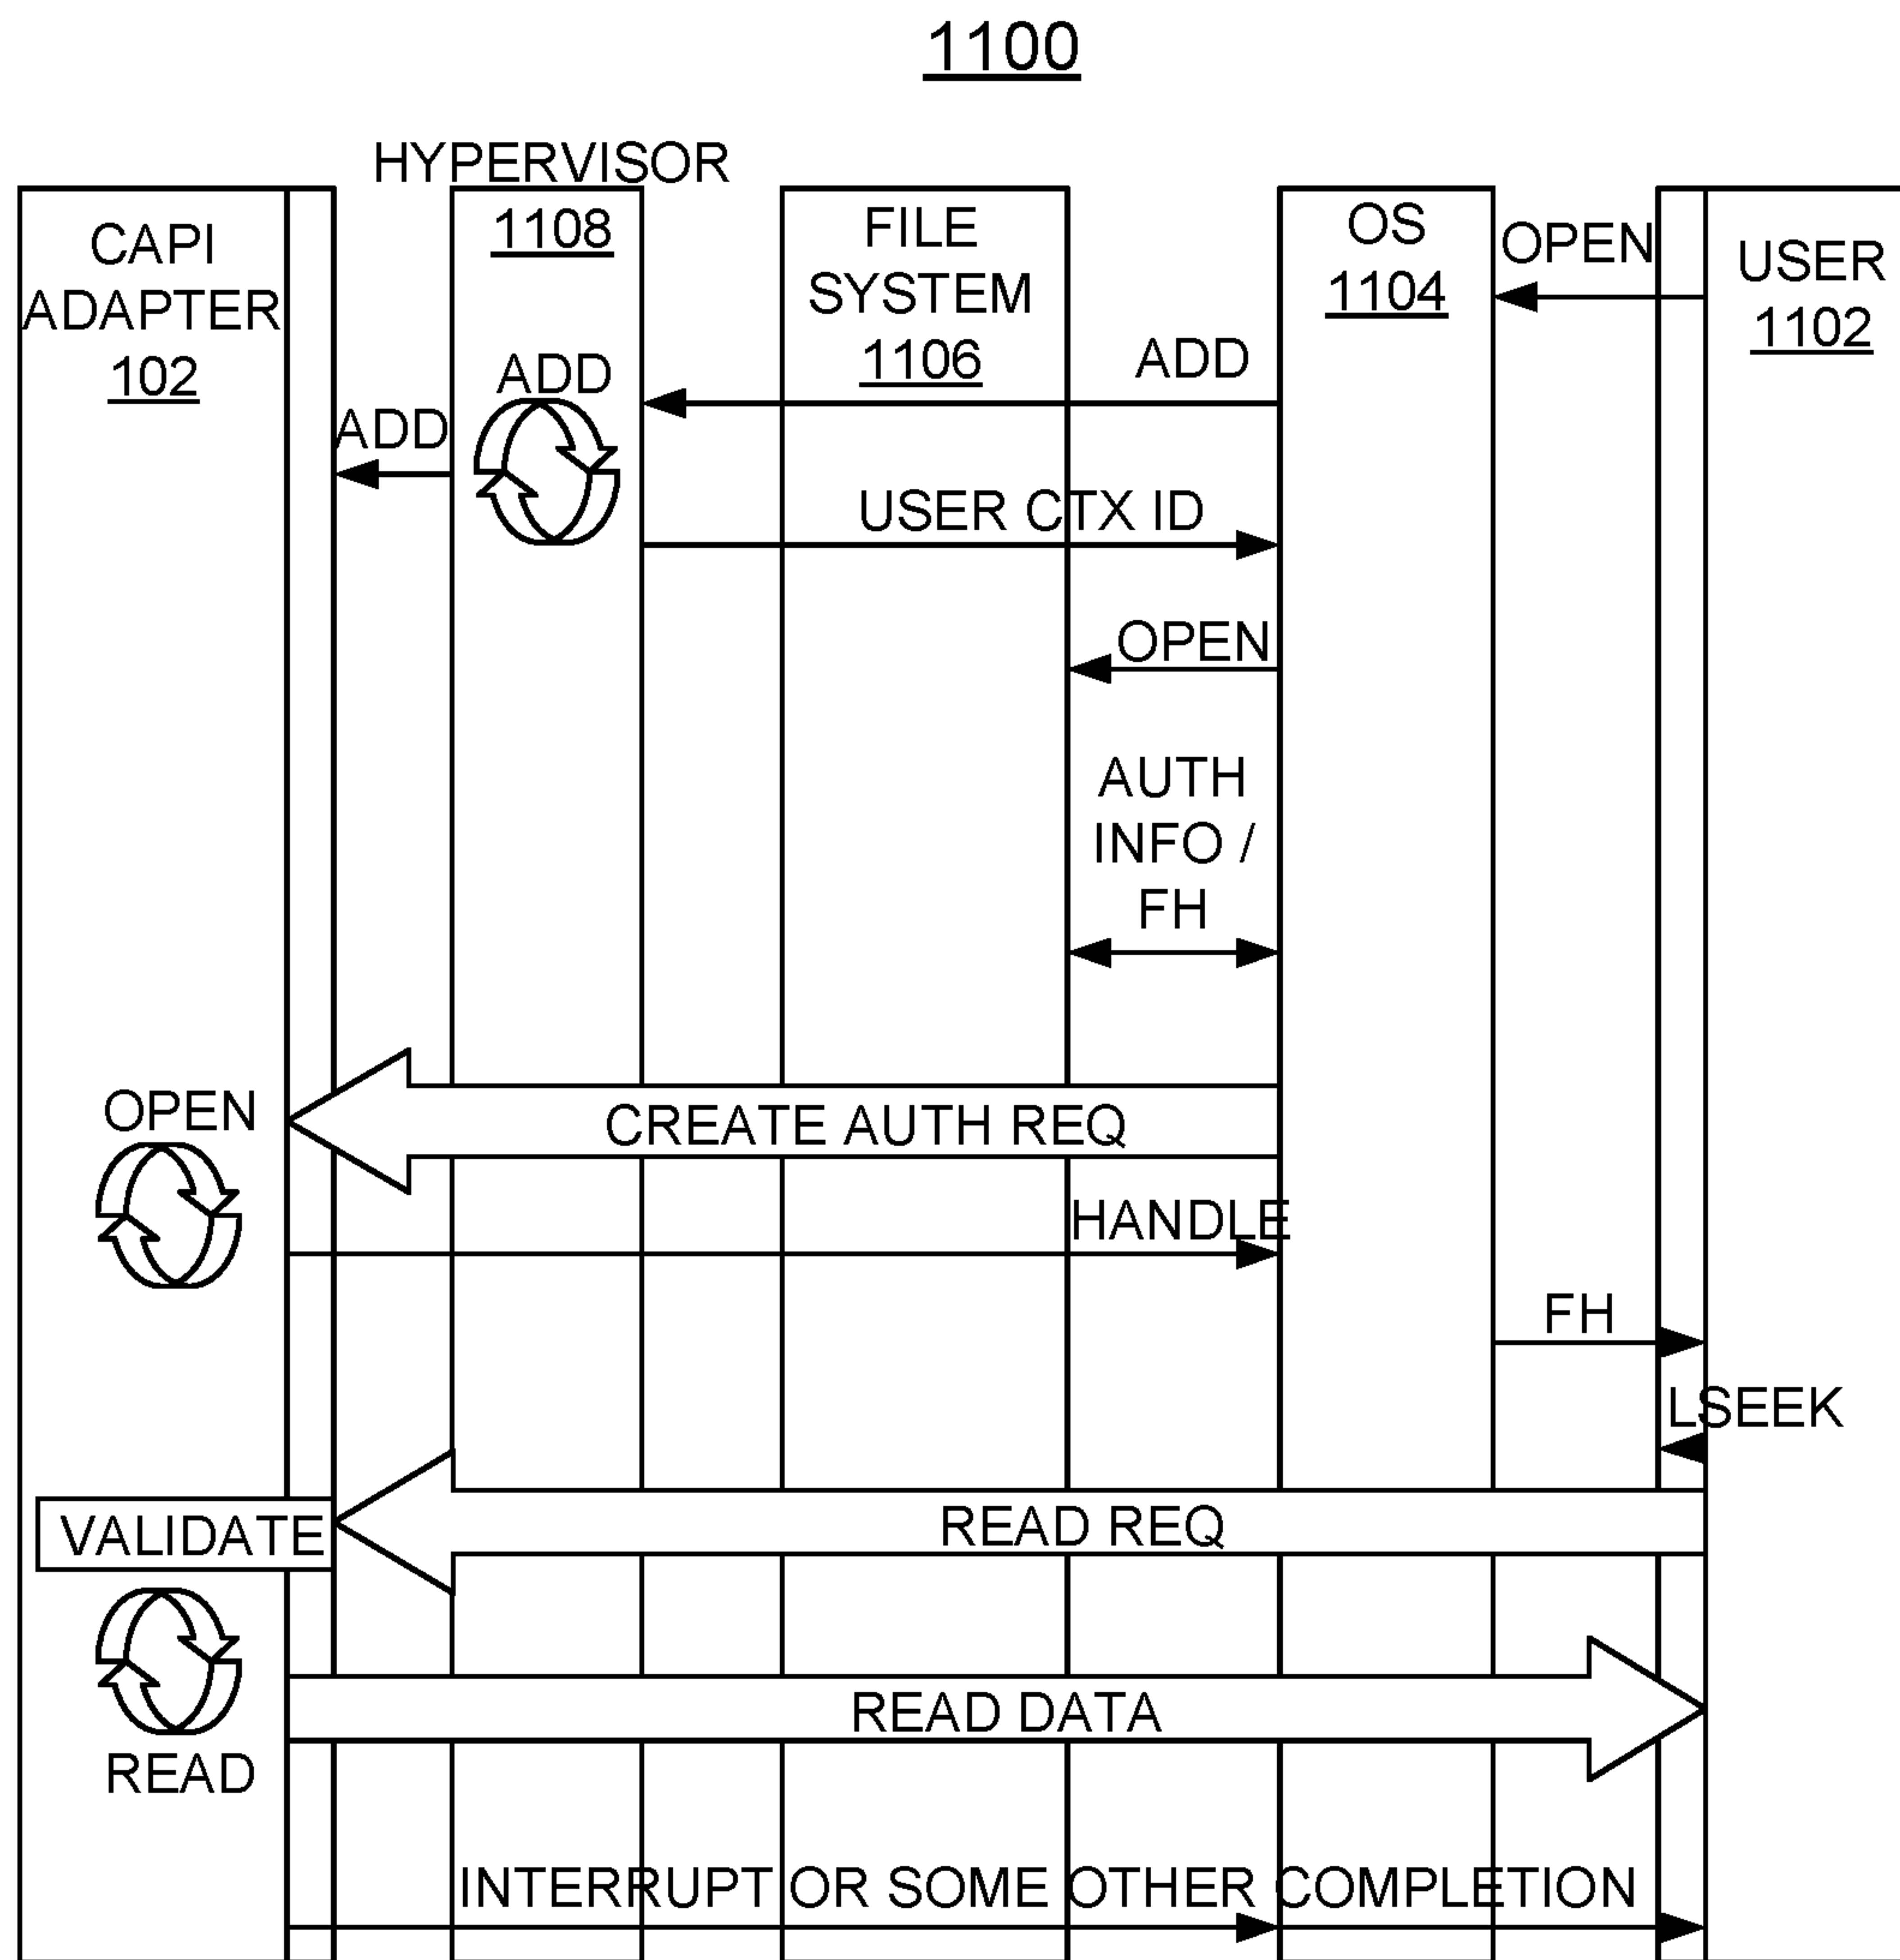 1100
HYPERVISOR
1108
CAPI
ADAPTER
102
FILE
SYSTEM
1106
OS
1104
OPEN
USER
1102
ADD
ADD
ADD
USER CTX ID
OPEN
AUTH
INFO /
FH
OPEN
CREATE AUTH REQ
HANDLE
FH
LSEEK
VALIDATE
READ REQ
READ DATA
READ
INTERRUPT OR SOME OTHER COMPLETION